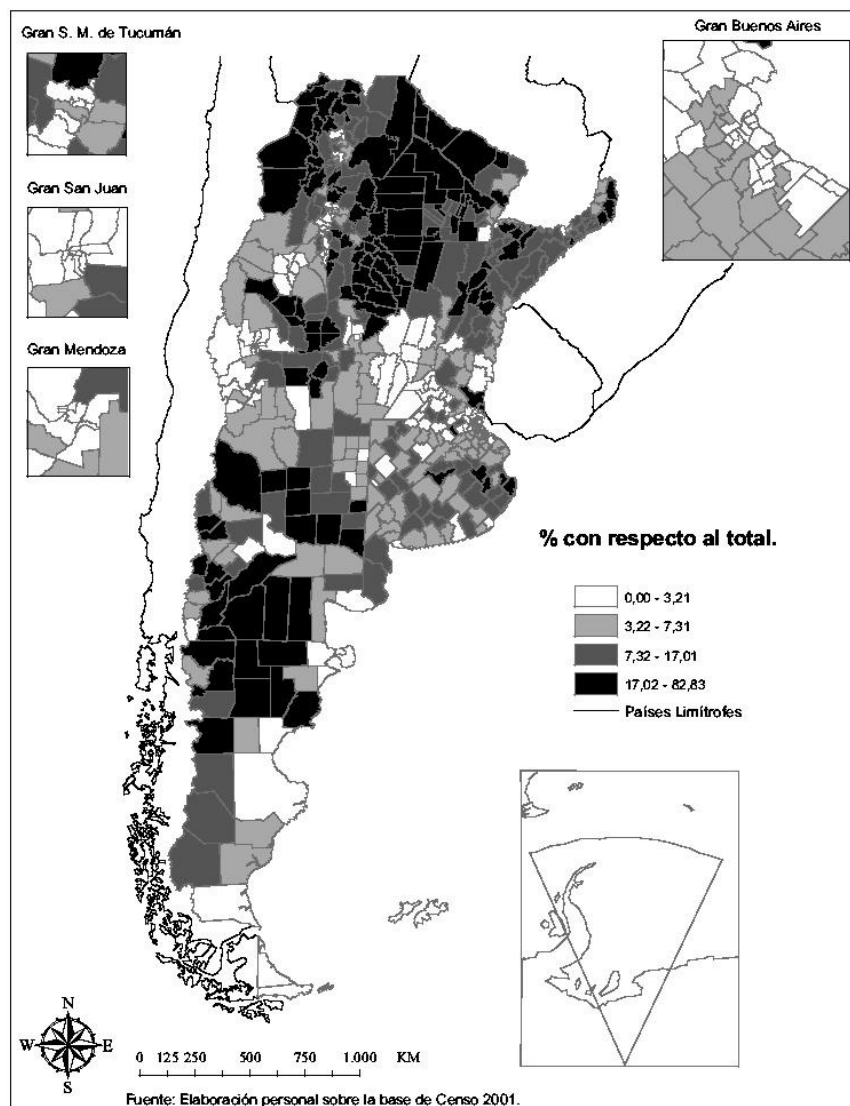 Gran S. M. de Tucumán
Gran Buenos Aires
Gran San Juan
Gran Mendoza
% con respecto al total.
0,00 - 3,21
3,22 - 7,31
7,32 - 17,01
17,02 - 82,83
Países Limítrofes
N
W E
S
0 125 250 500 750 1.000 KM
Fuente: Elaboración personal sobre la base de Censo 2001.